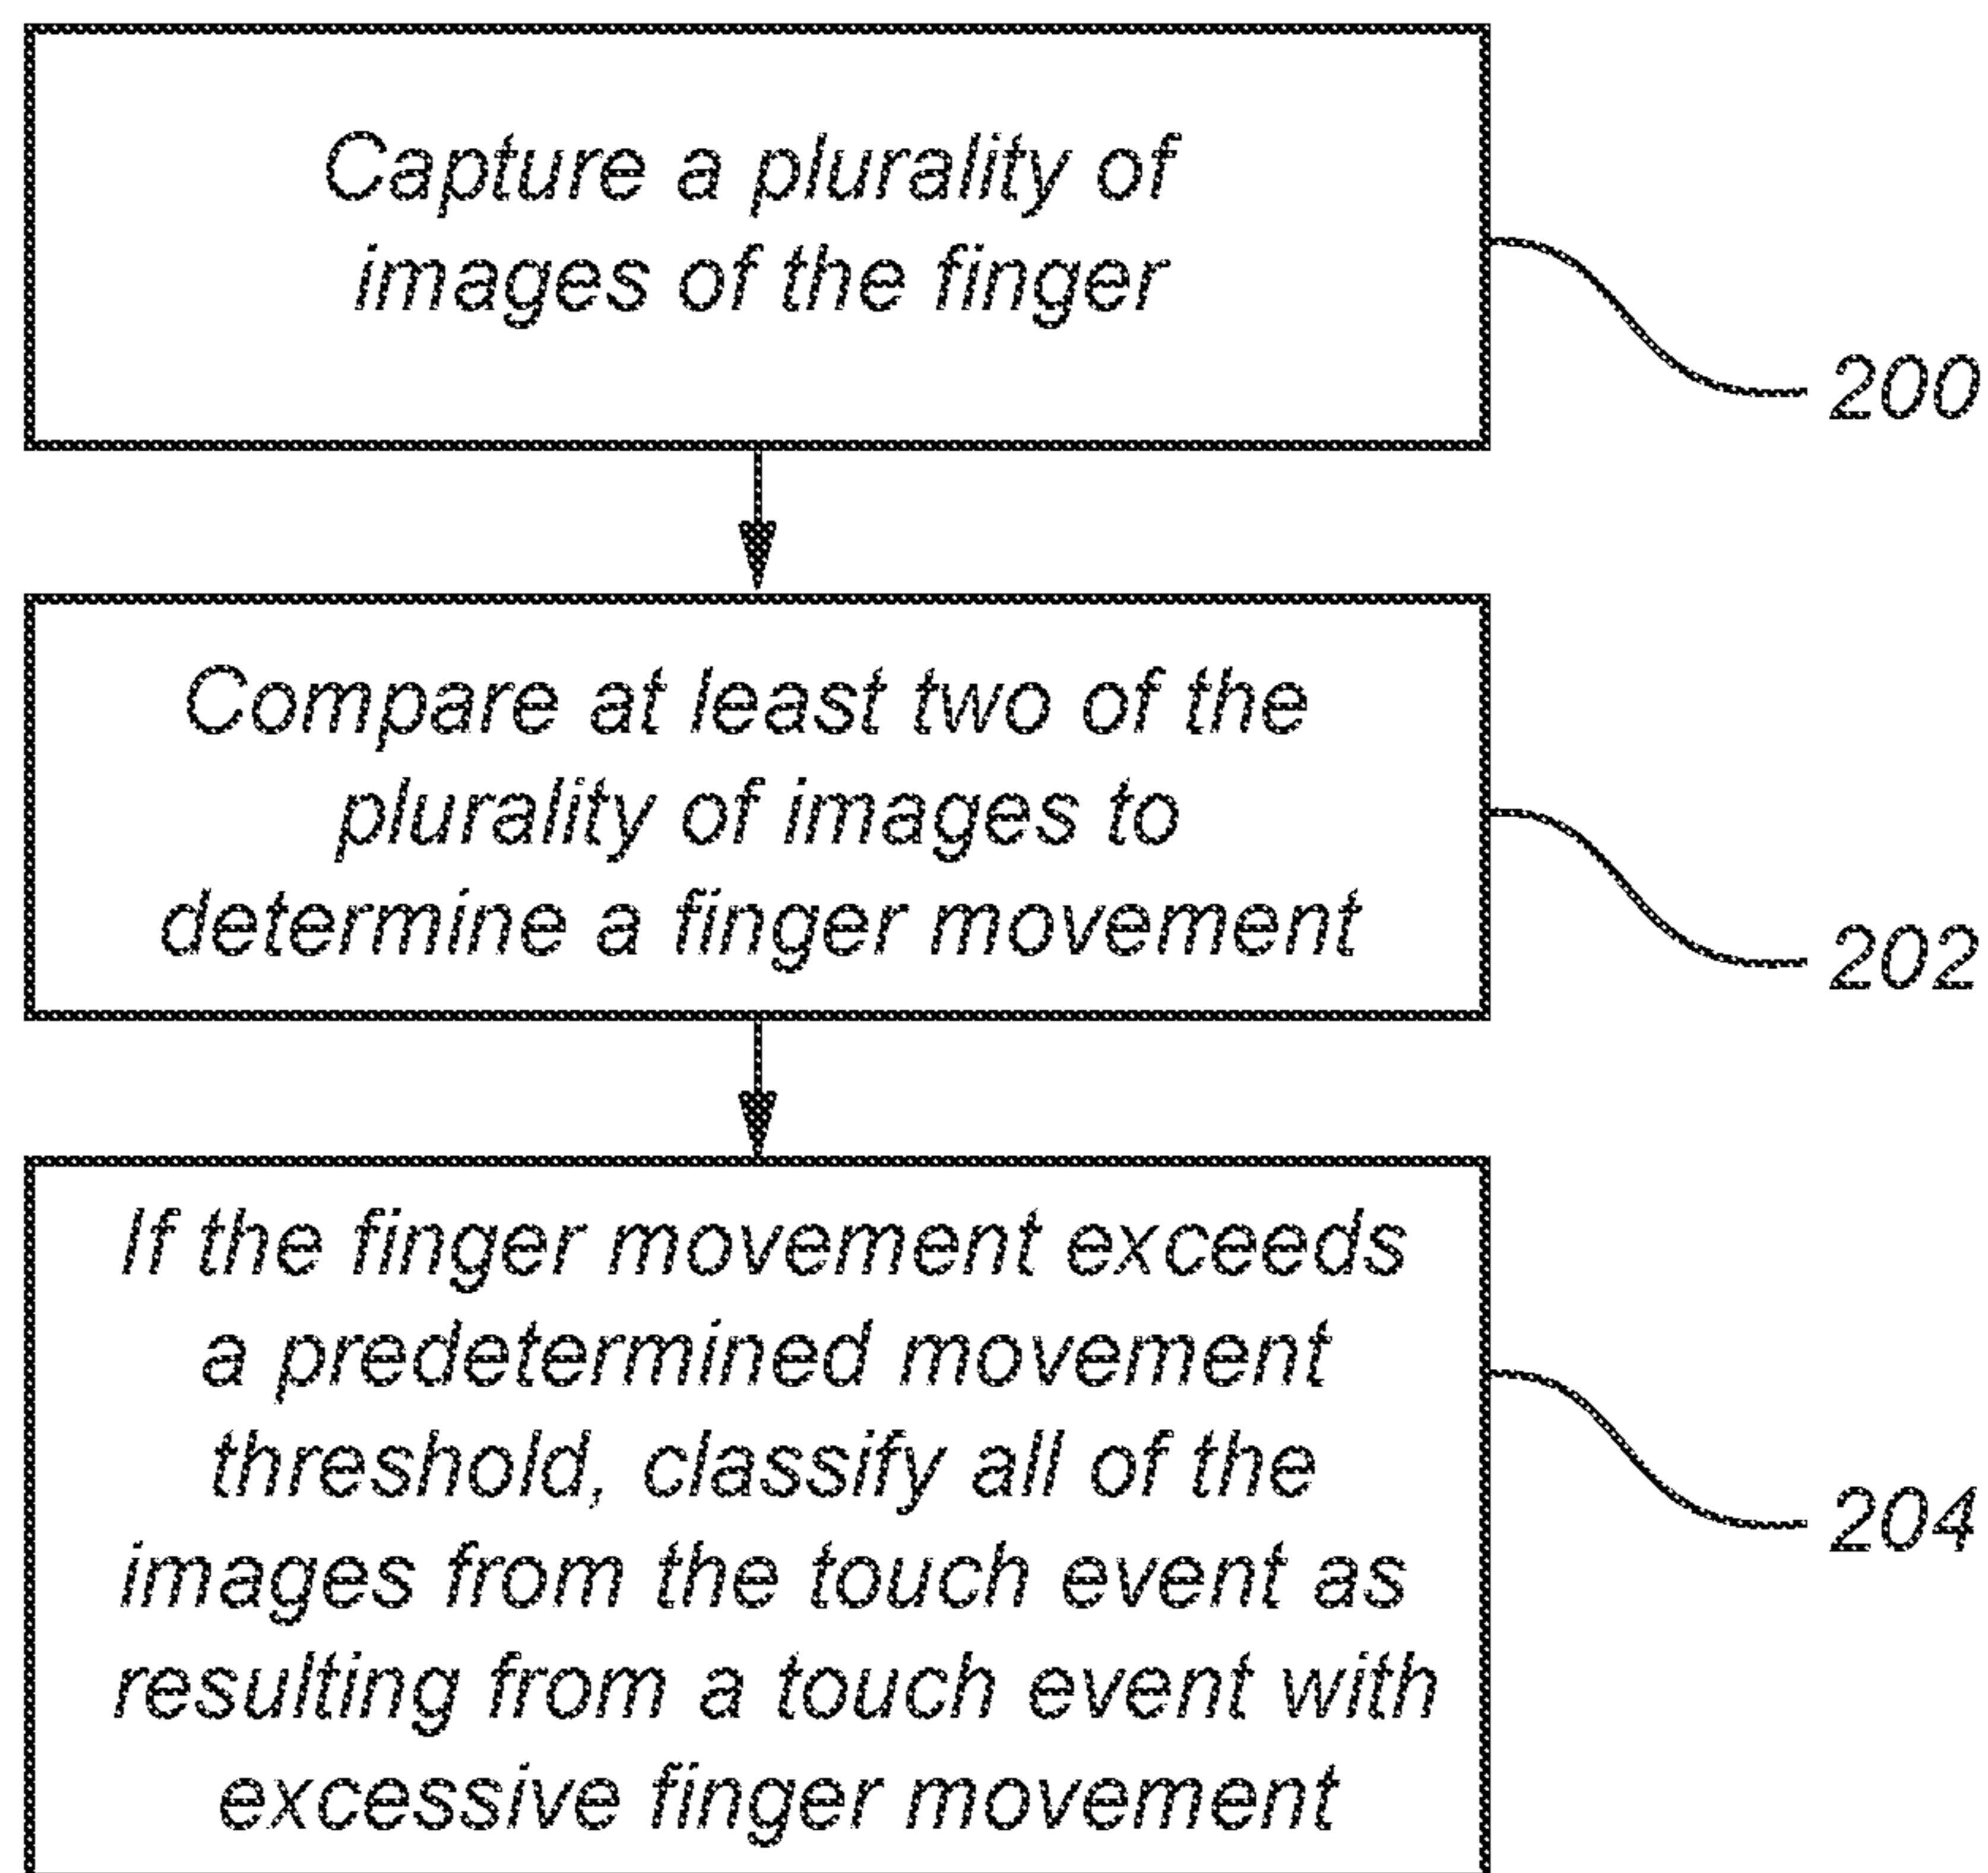 Capture a plurality of
images of the finger
200
Compare at least two of the
plurality of images to
determine a finger movement
202
If the finger movement exceeds
a predetermined movement
threshold, classify all of the
images from the touch event as
resulting from a touch event with
excessive finger movement
204